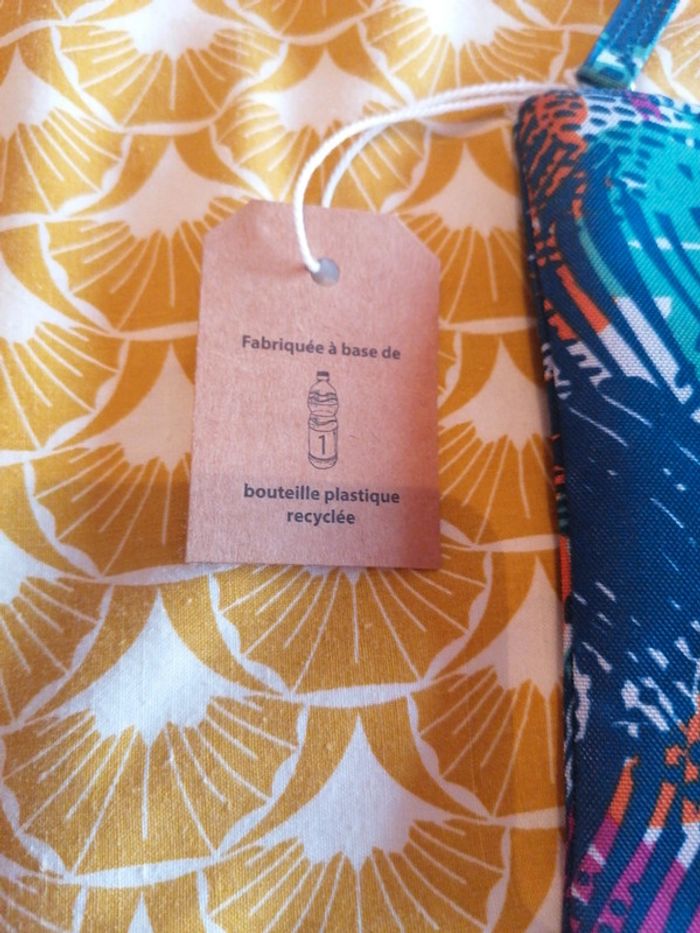 Fabriquée à base de
1
bouteille plastique
recyclée